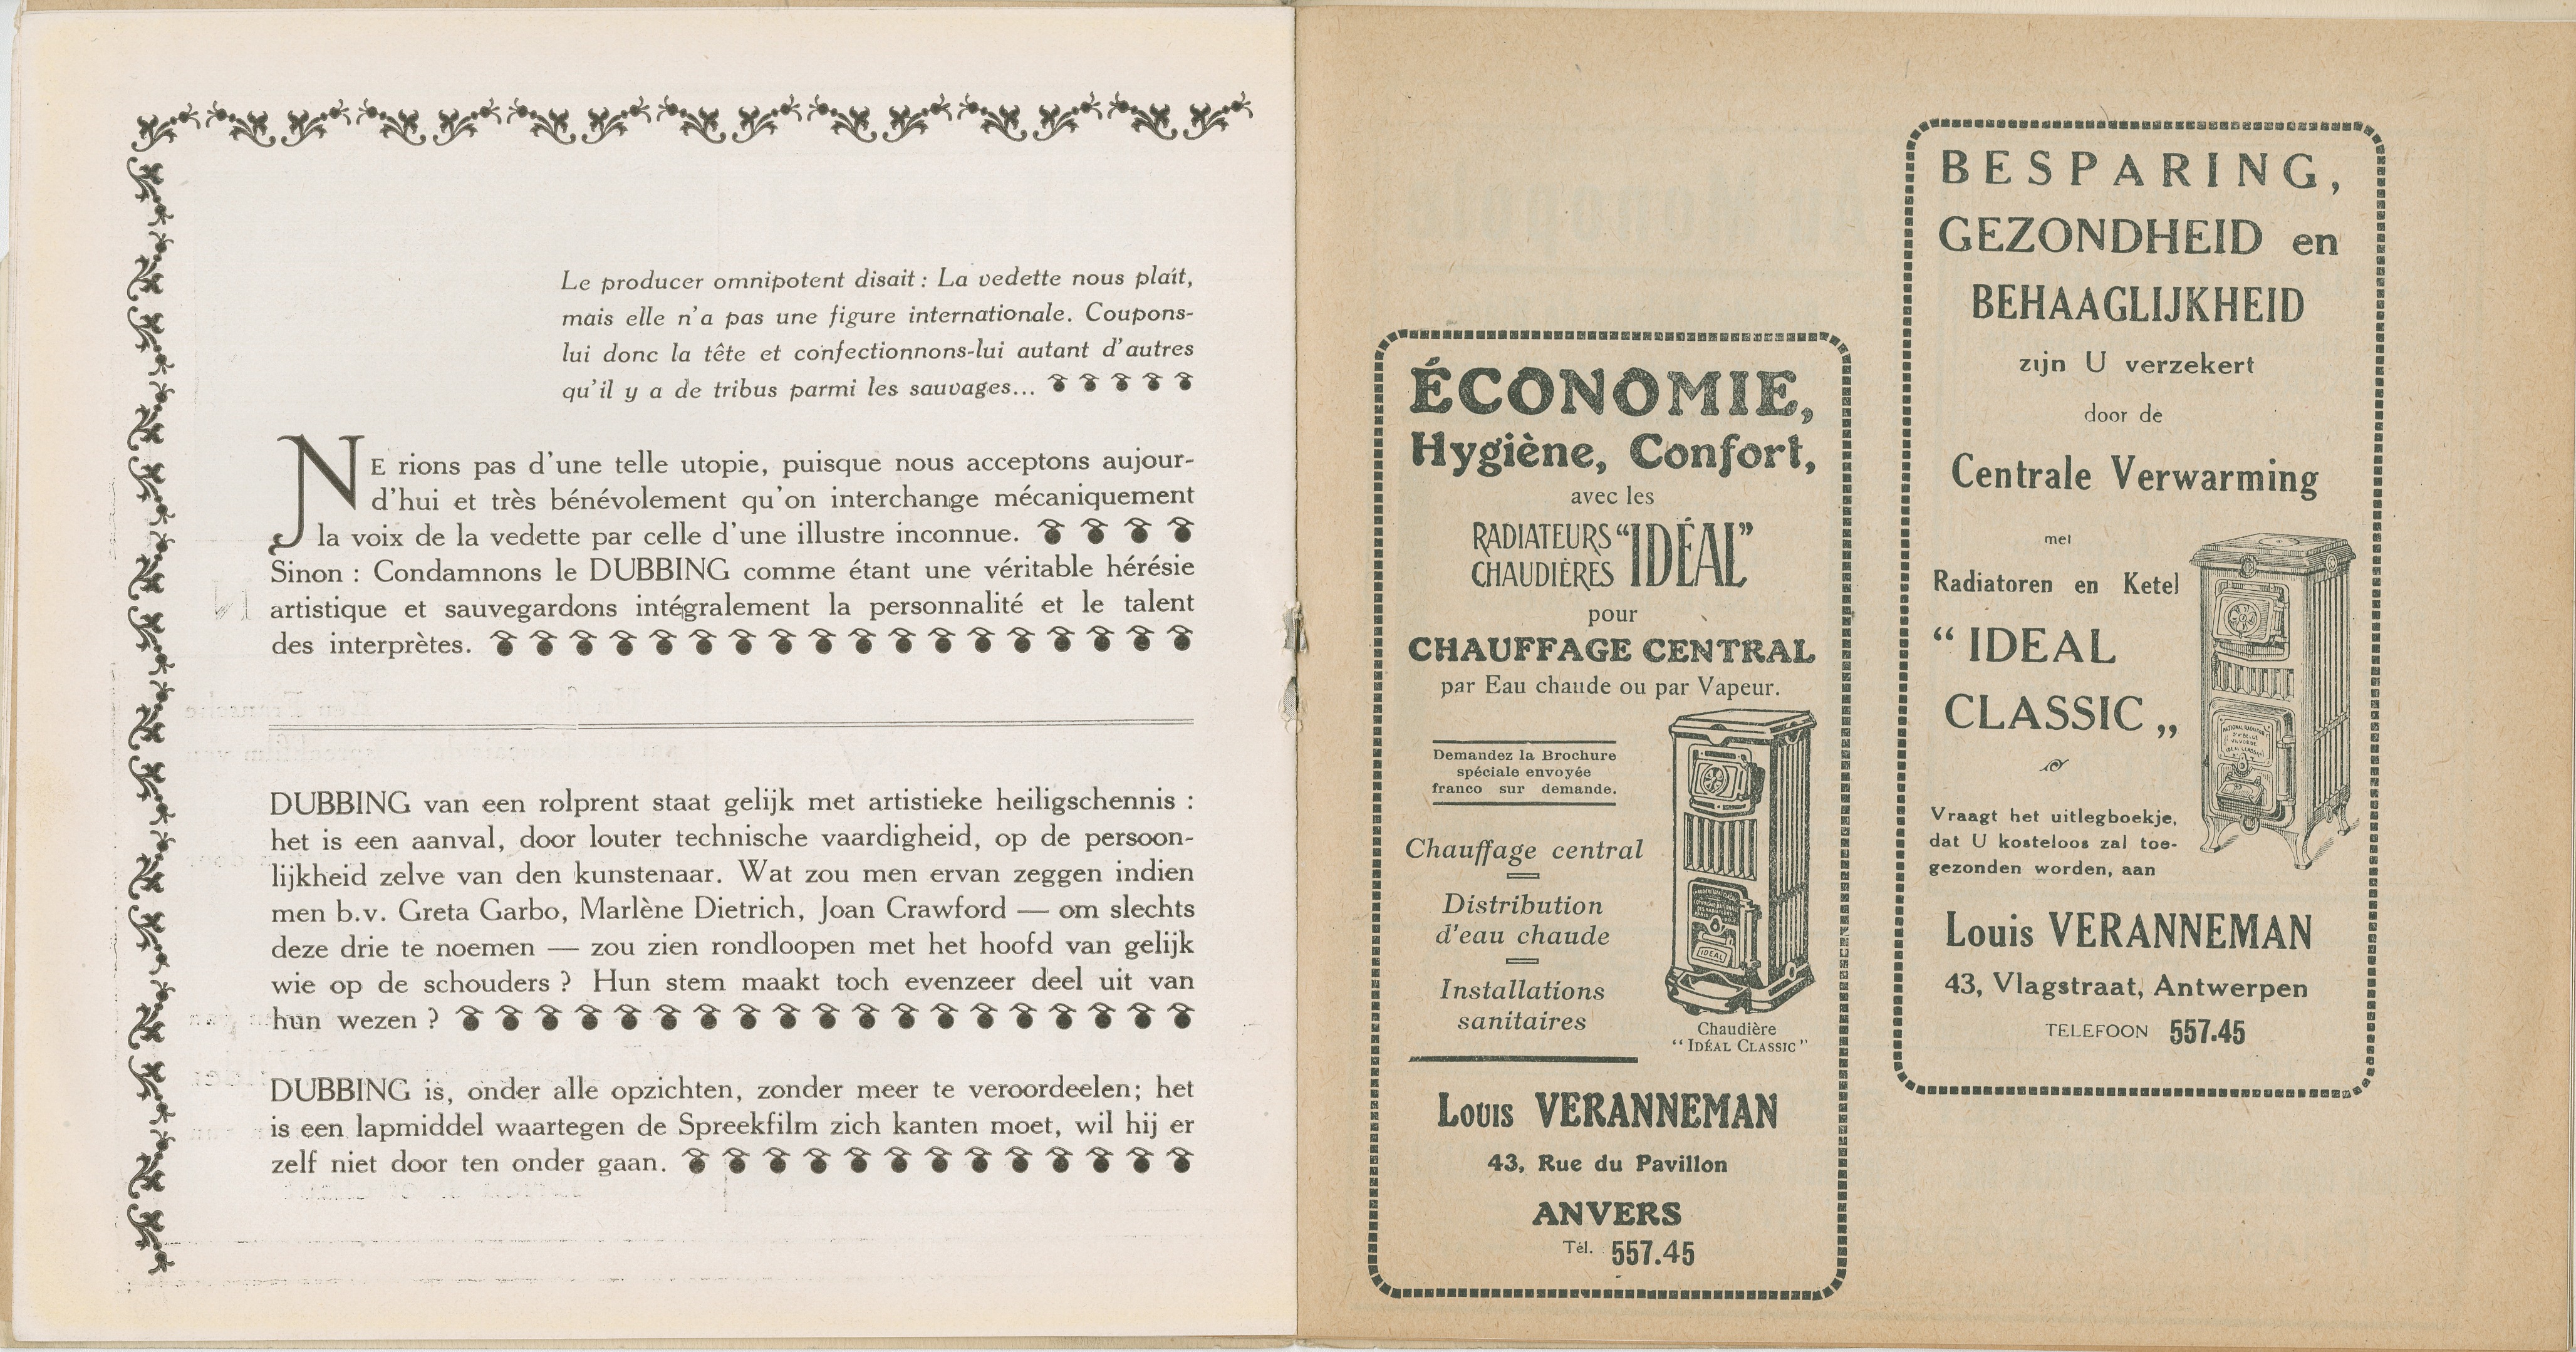 Le producer omnipotent disait : La vedette nous plaît,
mais elle n'a pas une figure internationale. Coupons-
lui donc la tête et confectionnons-lui autant d'autres
qu'il y a de tribus parmi les sauvages...
NE rions pas d'une telle utopie, puisque nous acceptons aujour-
d'hui et très bénévolement qu'on interchange mécaniquement
la voix de la vedette par celle d'une illustre inconnue.
Sinon : Condamnons le DUBBING comme étant une véritable hérésie
artistique et sauvegardons intégralement la personnalité et le talent
des interprètes.
DUBBING van een rolprent staat gelijk met artistieke heiligschennis :
het is een aanval, door louter technische vaardigheid, op de persoon-
lijkheid zelve van den kunstenaar. Wat zou men ervan zeggen indien
men b.v. Greta Garbo, Marlène Dietrich, Joan Crawford — om slechts
deze drie te noemen — zou zien rondloopen met het hoofd van gelijk
wie op de schouders ? Hun stem maakt toch evenzeer deel uit van
hun wezen ?
DUBBING is, onder alle opzichten, zonder meer te veroordeelen; het
is een lapmiddel waartegen de Spreekfilm zich kanten moet, wil hij er
zelf niet door ten onder gaan.
ÉCONOMIE,
Hygiène, Confort,
avec les
RADIATEURS "IDÉAL"
CHAUDIÈRES
pour
CHAUFFAGE CENTRAL
par Eau chaude ou par Vapeur.
Demandez la Brochure
spéciale envoyée
franco sur demande.
Chauffage central
Distribution
d'eau chaude
Installations
sanitaires
IDEAL
Chaudière
"IDÉAL CLASSIC"
Louis VERANNEMAN
43, Rue du Pavillon
ANVERS
Tél. 557.45
BESPARING,
GEZONDHEID en
BEHAAGLIJKHEID
zijn U verzekert
door de
Centrale Verwarming
met
Radiatoren en Ketel
"IDEAL
CLASSIC„
Vraagt het uitlegboekje,
dat U kosteloos zal toe-
gezonden worden, aan
Louis VERANNEMAN
43, Vlagstraat, Antwerpen
TELEFOON 557.45